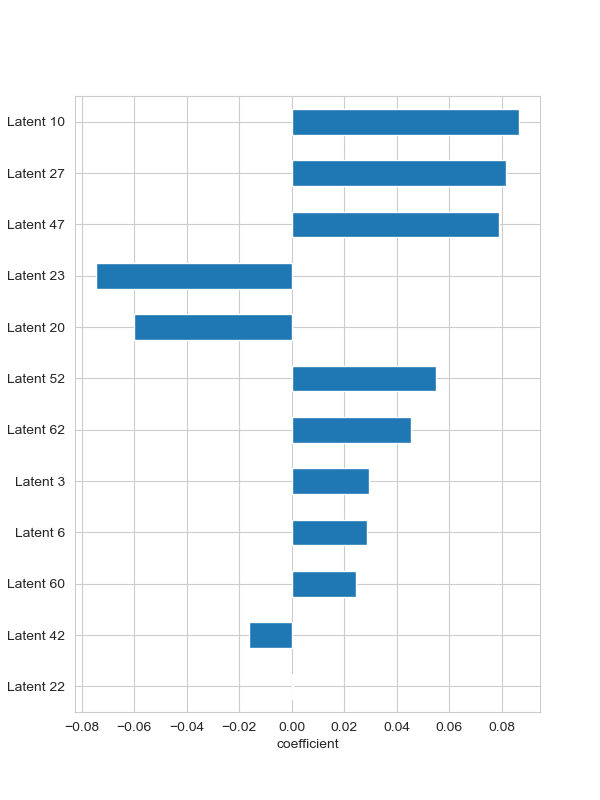 Latent 10
Latent 27
Latent 47
Latent 23
Latent 20
Latent 52
Latent 62
Latent 3
Latent 6
Latent 60
Latent 42
Latent 22
−0.08 −0.06 −0.04 −0.02 0.00 0.02 0.04 0.06 0.08
coefficient